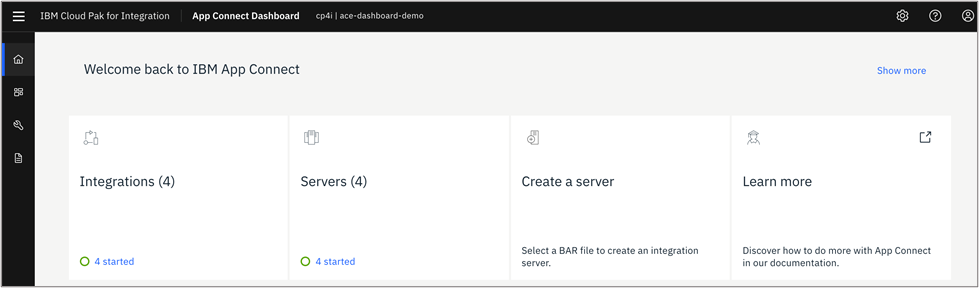 IBM Cloud Pak for Integration App Connect Dashboard cp4i | ace-dashboard-demo
Welcome back to IBM App Connect
Show more
Integrations (4)
4 started
Servers (4)
4 started
Create a server
Select a BAR file to create an integration
server.
Learn more
Discover how to do more with App Connect
in our documentation.